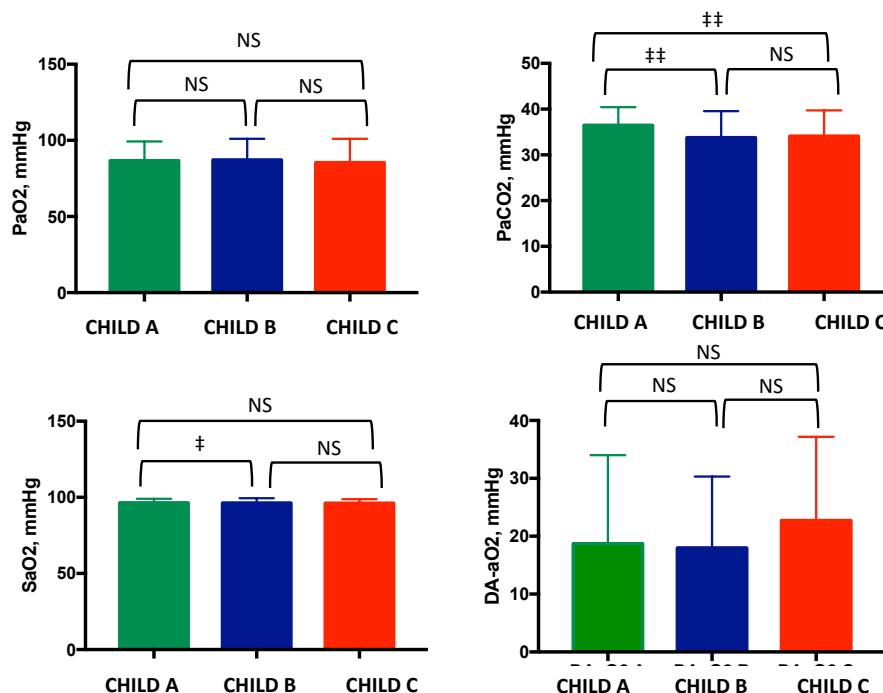 NS
NS
NS
150
100
50
0
PaO2, mmHg
CHILD A
CHILD B
CHILD C
‡‡
‡‡
NS
50
40
30
20
10
0
PaCO2, mmHg
CHILD A
CHILD B
CHILD C
NS
‡
NS
150
100
50
0
SaO2, mmHg
CHILD A
CHILD B
CHILD C
NS
NS
NS
40
30
20
10
0
DA-aO2, mmHg
CHILD A
CHILD B
CHILD C